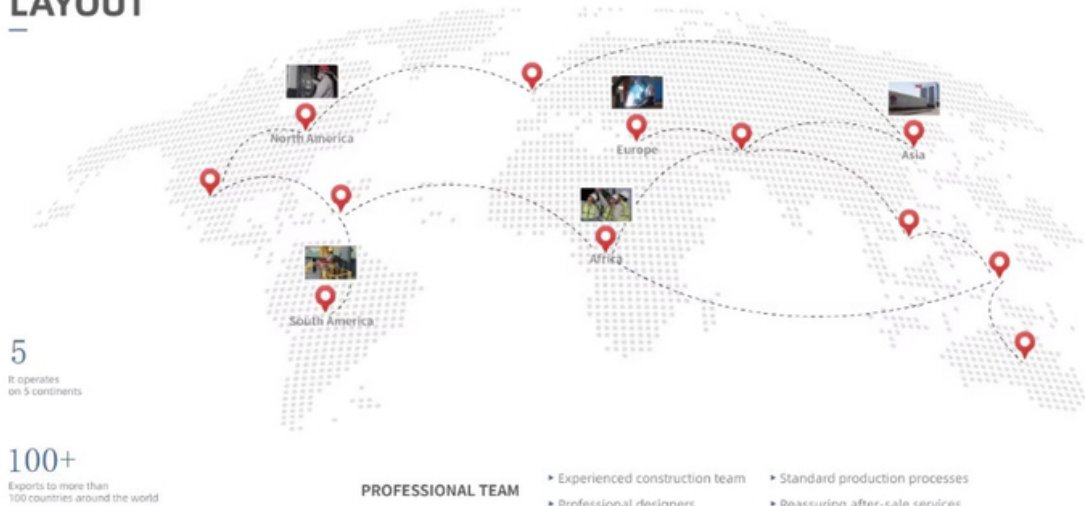 LAYOUT
North America
Europe
Asia
Africa
South America
5
It operates
on 5 continents
100+
Exports to more than
100 countries around the world
PROFESSIONAL TEAM
Experienced construction team
Standard production processes
Professional designers
Reassuring after-sale services